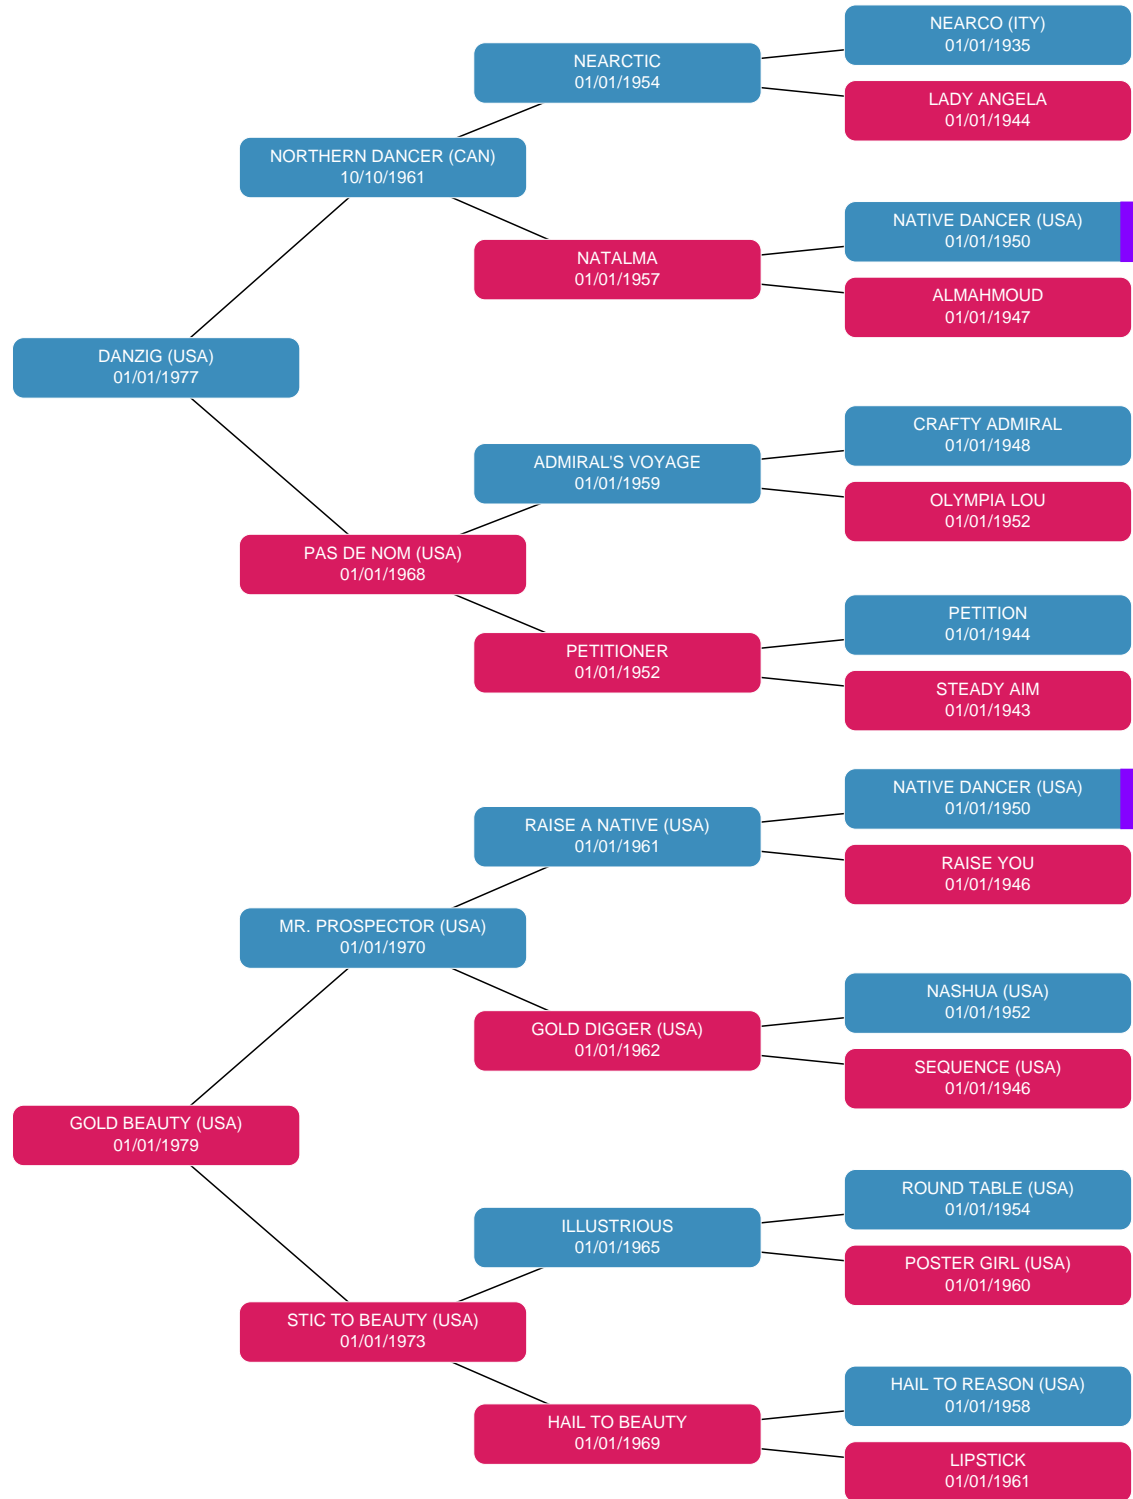 NEARCO (ITY)
01/01/1935
NEARCTIC
01/01/1954
LADY ANGELA
01/01/1944
NORTHERN DANCER (CAN)
10/10/1961
NATIVE DANCER (USA)
01/01/1950
NATALMA
01/01/1957
ALMAHMOUD
01/01/1947
DANZIG (USA)
01/01/1977
CRAFTY ADMIRAL
01/01/1948
ADMIRAL'S VOYAGE
01/01/1959
OLYMPIA LOU
01/01/1952
PAS DE NOM (USA)
01/01/1968
PETITION
01/01/1944
PETITIONER
01/01/1952
STEADY AIM
01/01/1943
NATIVE DANCER (USA)
01/01/1950
RAISE A NATIVE (USA)
01/01/1961
RAISE YOU
01/01/1946
MR. PROSPECTOR (USA)
01/01/1970
NASHUA (USA)
01/01/1952
GOLD DIGGER (USA)
01/01/1962
SEQUENCE (USA)
01/01/1946
GOLD BEAUTY (USA)
01/01/1979
ROUND TABLE (USA)
01/01/1954
ILLUSTRIOUS
01/01/1965
POSTER GIRL (USA)
01/01/1960
STIC TO BEAUTY (USA)
01/01/1973
HAIL TO REASON (USA)
01/01/1958
HAIL TO BEAUTY
01/01/1969
LIPSTICK
01/01/1961